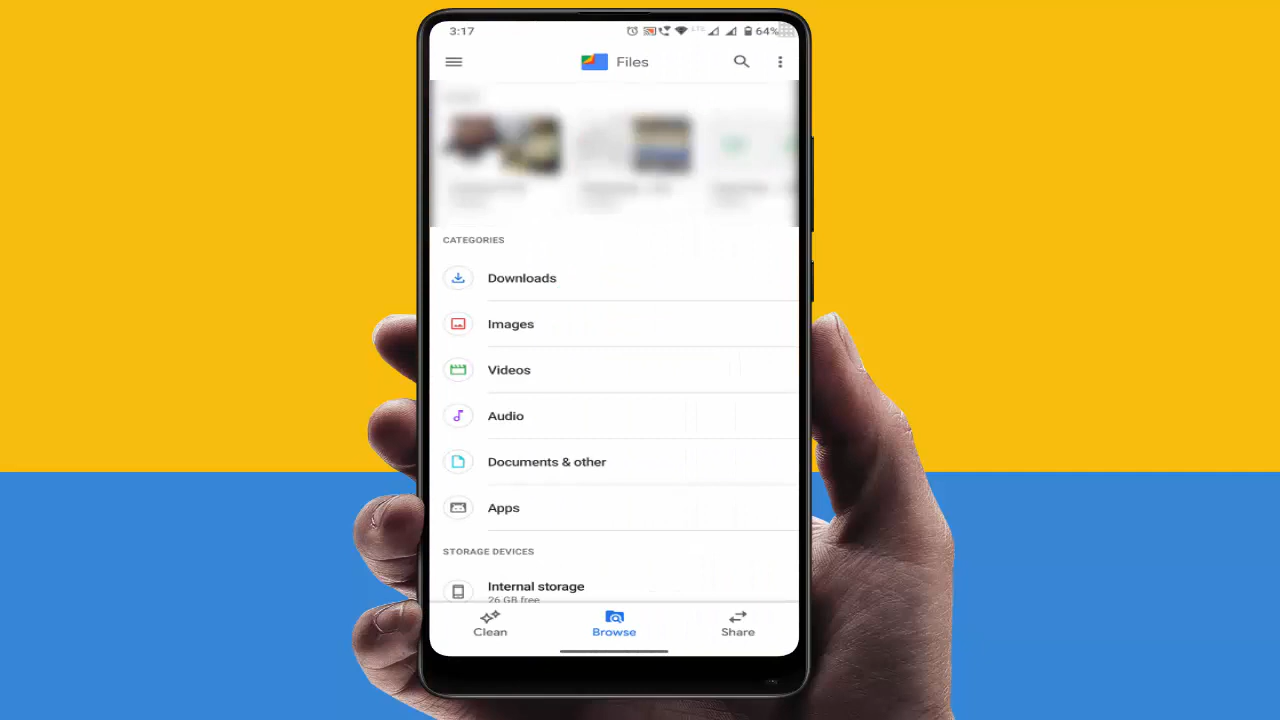 3:17
LTE
64%
Files
CATEGORIES
Downloads
Images
Videos
Audio
Documents & other
Apps
STORAGE DEVICES
Internal storage
26 GB free
Clean
Browse
Share